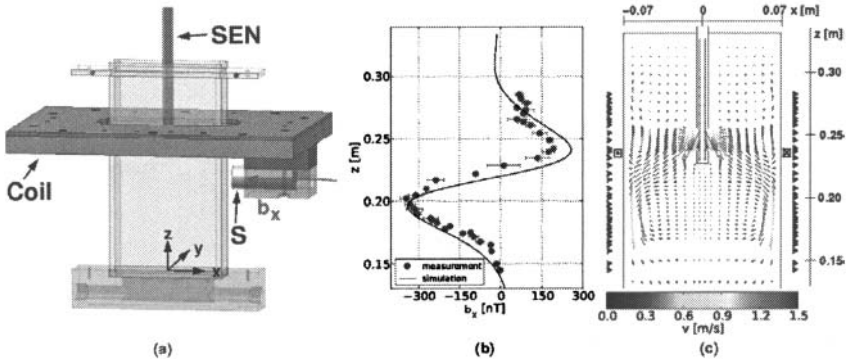 SEN
Coil
S
b_x
z
y
x
(a)
z [m]
0.30
0.25
0.20
0.15
measurement
simulation
-300
-150
0
150
300
b_x [nT]
(b)
-0.07
0
0.07
x [m]
z [m]
0.30
0.25
0.20
0.15
0.0
0.3
0.6
0.9
1.2
1.5
v [m/s]
(c)